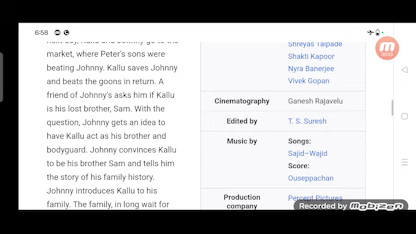 6:58
market, where Peter's sons were
beating Johnny. Kallu saves Johnny
and beats the goons in return. A
friend of Johnny's asks him if Kallu
is his lost brother, Sam. With the
question, Johnny gets an idea to
have Kallu act as his brother and
bodyguard. Johnny convinces Kallu
to be his brother Sam and tells him
the story of his family history.
Johnny introduces Kallu to his
family. The family, in long wait for
Shreyas Talpade
Shakti Kapoor
Nyra Banerjee
Vivek Gopan
Cinematography Ganesh Rajavelu
Edited by T. S. Suresh
Music by Songs:
Sajid–Wajid
Score:
Ouseppachan
Production Percent Pictures
company
Recorded by Mobizen